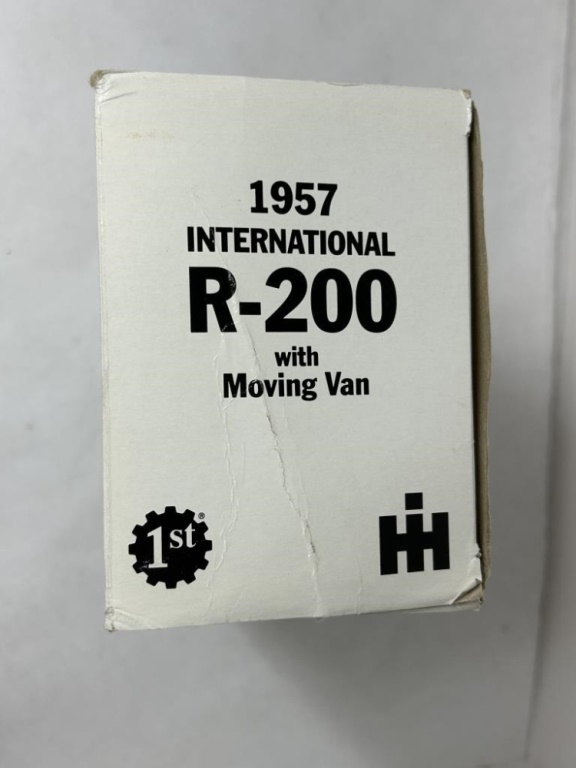 1957
INTERNATIONAL
R-200
with
Moving Van
1st®
IH